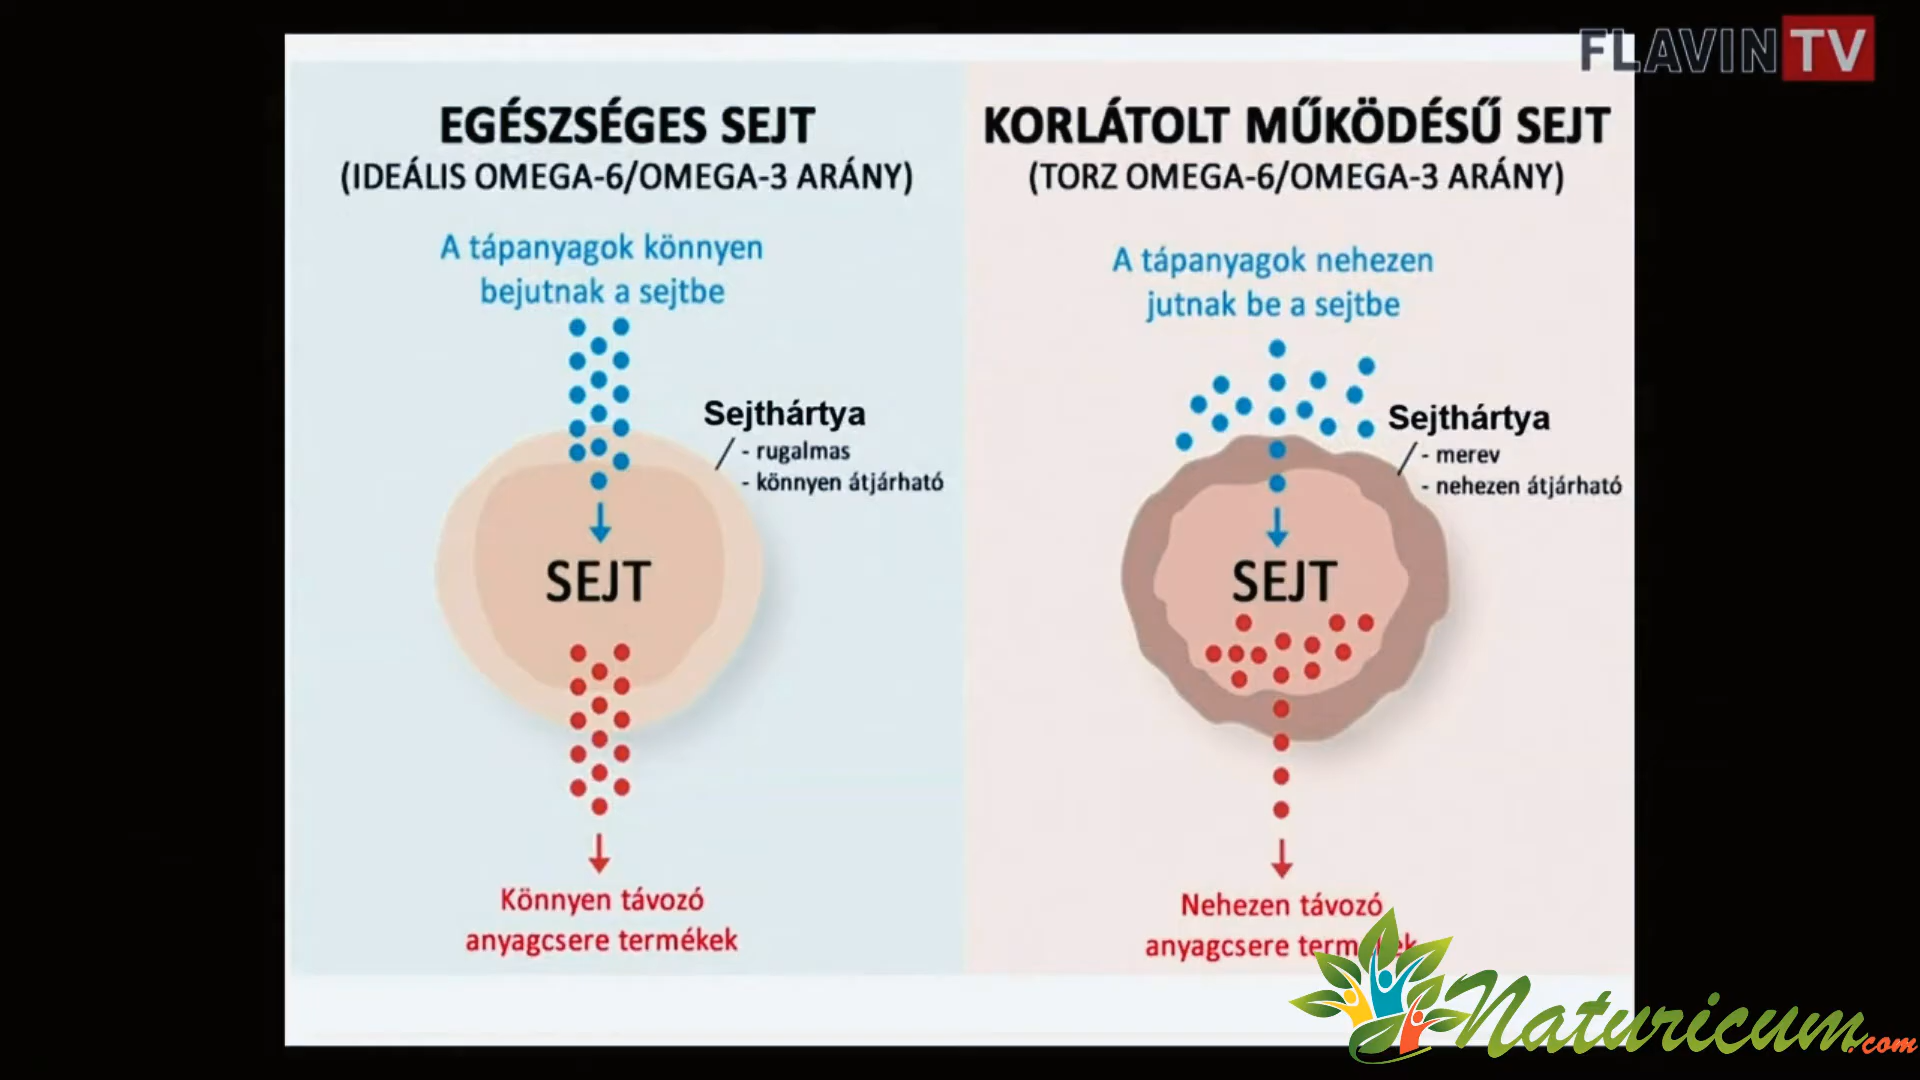 FLAVIN TV
EGÉSZSÉGES SEJT
(IDEÁLIS OMEGA-6/OMEGA-3 ARÁNY)
A tápanyagok könnyen
bejutnak a sejtbe
Sejthártya
- rugalmas
- könnyen átjárható
SEJT
Könnyen távozó
anyagcsere termékek
KORLÁTOLT MŰKÖDÉSŰ SEJT
(TORZ OMEGA-6/OMEGA-3 ARÁNY)
A tápanyagok nehezen
jutnak be a sejtbe
Sejthártya
- merev
- nehezen átjárható
SEJT
Nehezen távozó
anyagcsere termékek
Naturicum.com